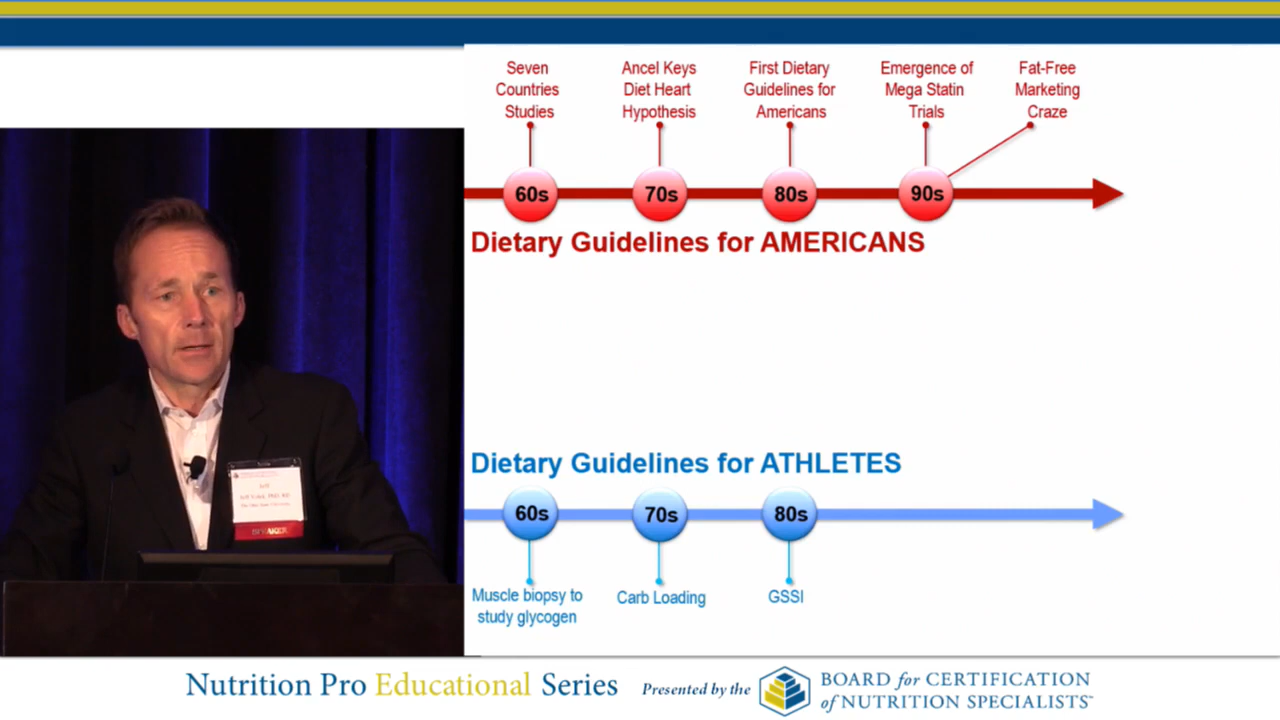 Seven
Countries
Studies
Ancel Keys
Diet Heart
Hypothesis
First Dietary
Guidelines for
Americans
Emergence of
Mega Statin
Trials
Fat-Free
Marketing
Craze
60s
70s
80s
90s
Dietary Guidelines for AMERICANS
Dietary Guidelines for ATHLETES
60s
70s
80s
Muscle biopsy to
study glycogen
Carb Loading
GSSI
SPEAKER
Nutrition Pro Educational Series
Presented by the
BOARD for CERTIFICATION
of NUTRITION SPECIALISTS